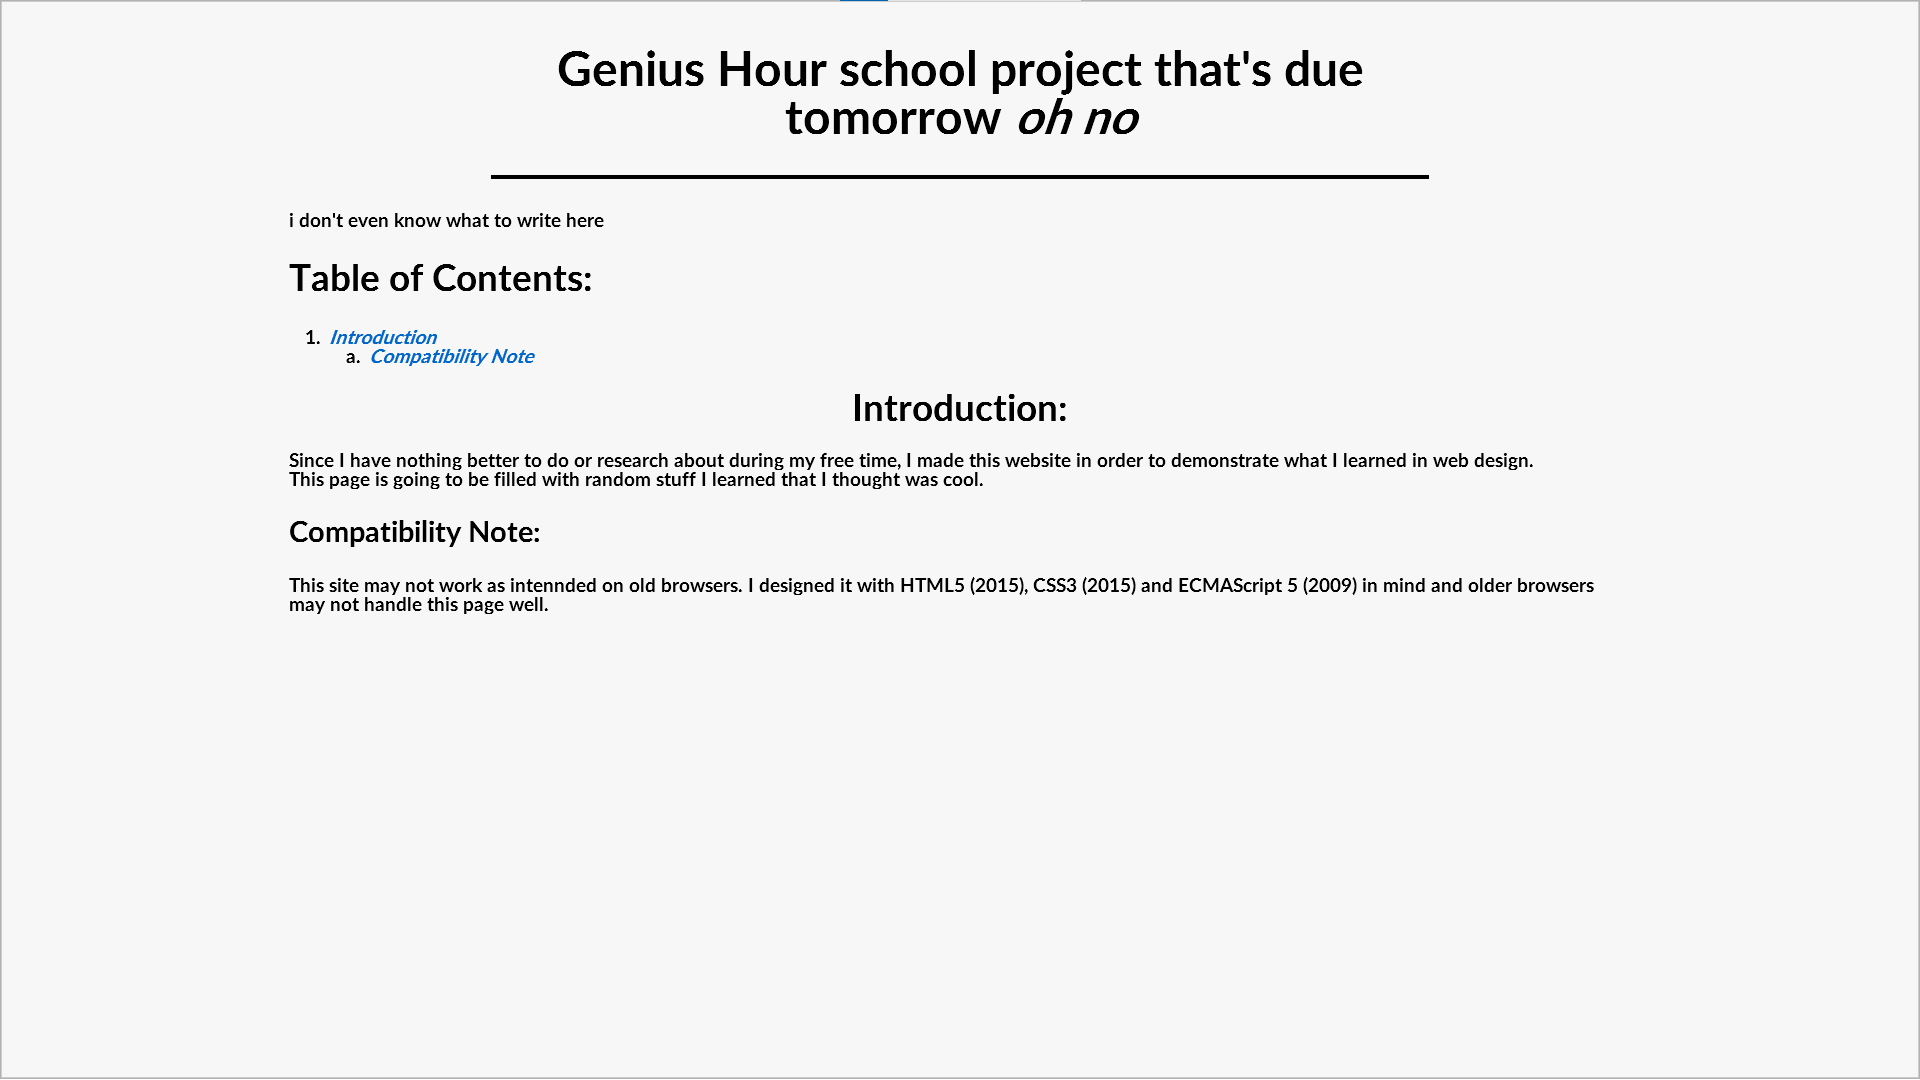 Genius Hour school project that's due
tomorrow oh no
i don't even know what to write here
Table of Contents:
1. Introduction
a. Compatibility Note
Introduction:
Since I have nothing better to do or research about during my free time, I made this website in order to demonstrate what I learned in web design.
This page is going to be filled with random stuff I learned that I thought was cool.
Compatibility Note:
This site may not work as intennded on old browsers. I designed it with HTML5 (2015), CSS3 (2015) and ECMAScript 5 (2009) in mind and older browsers
may not handle this page well.